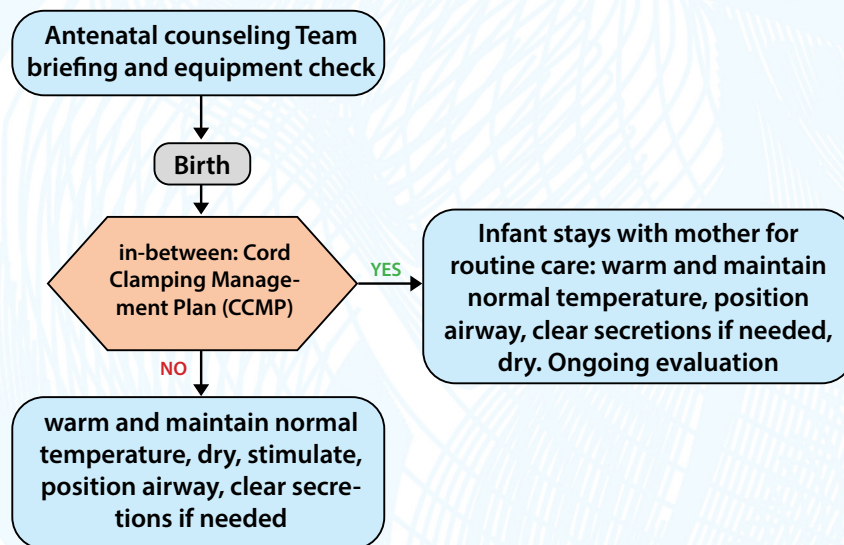 Antenatal counseling Team
briefing and equipment check
Birth
in-between: Cord
Clamping Manage-
ment Plan (CCMP)
YES
Infant stays with mother for
routine care: warm and maintain
normal temperature, position
airway, clear secretions if needed,
dry. Ongoing evaluation
NO
warm and maintain normal
temperature, dry, stimulate,
position airway, clear secre-
tions if needed